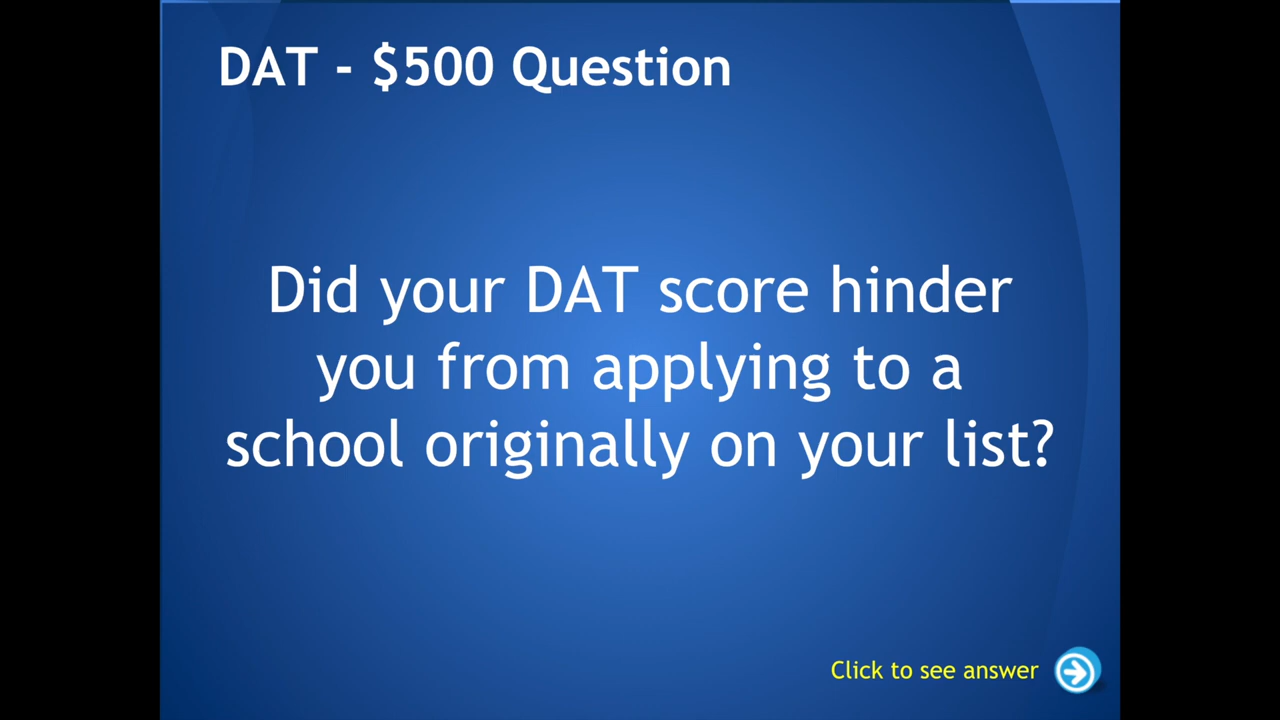 DAT - $500 Question
Did your DAT score hinder
you from applying to a
school originally on your list?
Click to see answer